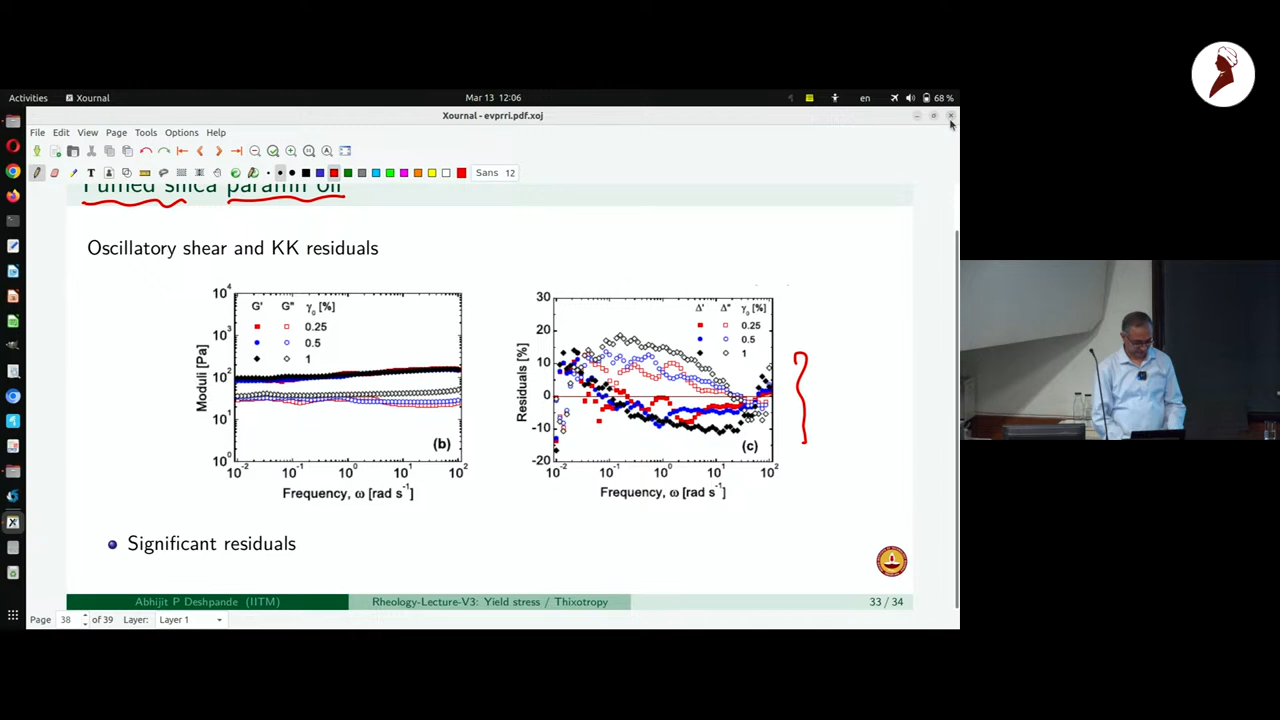 Activities Xournal Mar 13 12:06 en 68 %
Xournal - evprri.pdf.xoj
File Edit View Page Tools Options Help
Sans 12
Fumed silica paraffin oil
Oscillatory shear and KK residuals
G' G" γ0 [%]
0.25
0.5
1
10^4
10^3
10^2
10^1
10^0
Moduli [Pa]
(b)
10^-2 10^-1 10^0 10^1 10^2
Frequency, ω [rad s^-1]
Δ' Δ" γ0 [%]
0.25
0.5
1
30
20
10
0
-10
-20
Residuals [%]
(c)
10^-2 10^-1 10^0 10^1 10^2
Frequency, ω [rad s^-1]
Significant residuals
Abhijit P Deshpande (IITM) Rheology-Lecture-V3: Yield stress / Thixotropy 33 / 34
Page 38 of 39 Layer: Layer 1